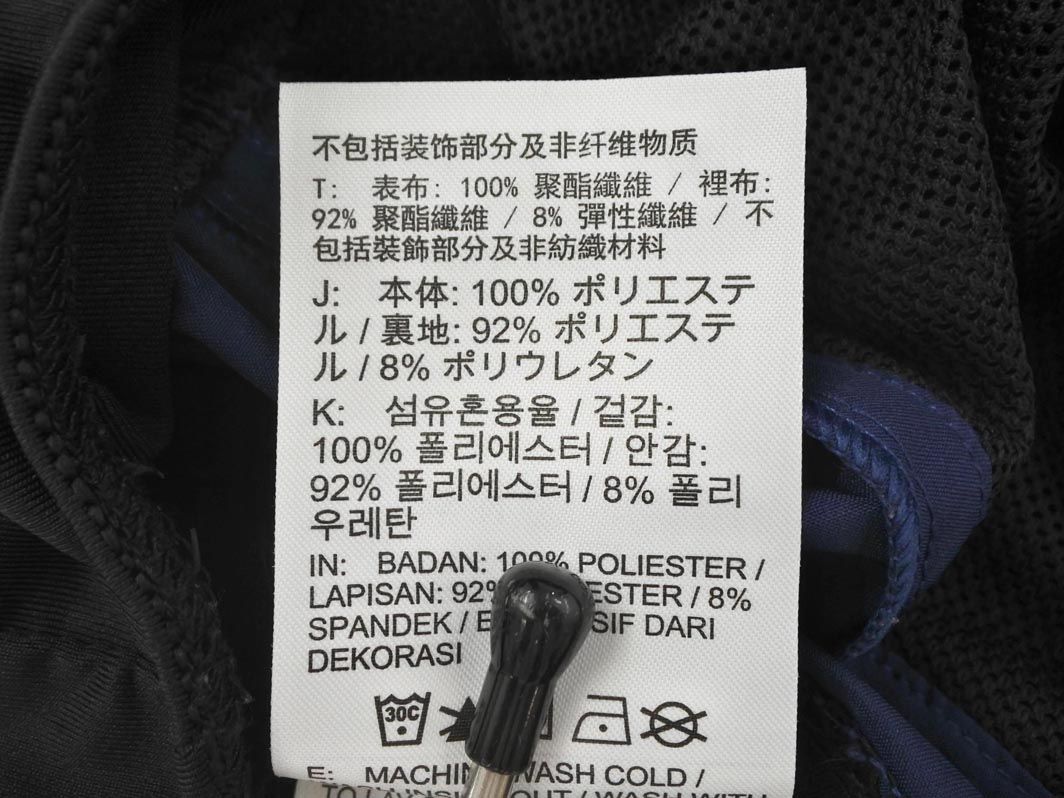 不包括装饰部分及非纤维物质
T: 表布: 100% 聚酯纖維 / 裡布:
92% 聚酯纖維 / 8% 彈性纖維 / 不
包括裝飾部分及非紡織材料
J: 本体: 100% ポリエステ
ル / 裏地: 92% ポリエステ
ル / 8% ポリウレタン
K: 섬유혼용율 / 겉감:
100% 폴리에스터 / 안감:
92% 폴리에스터 / 8% 폴리
우레탄
IN: BADAN: 100% POLIESTER /
LAPISAN: 92% / 8%
SPANDEK / DARI
DEKORASI
30C
E: WASH COLD /
OUT / WASH WITH